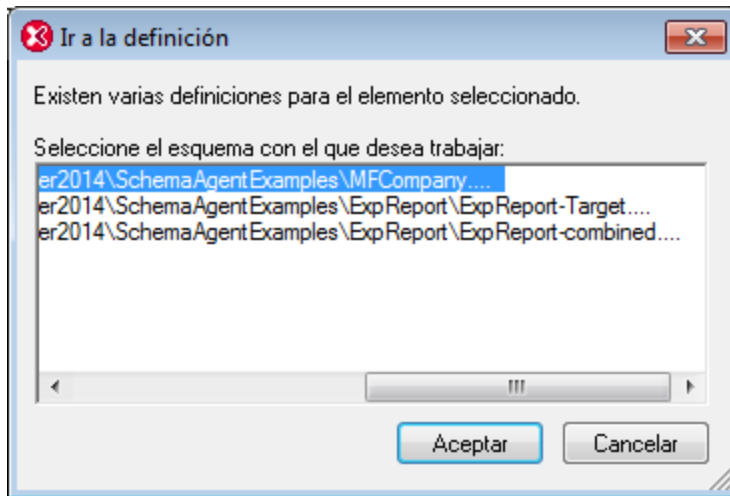 Ir a la definición
Existen varias definiciones para el elemento seleccionado.
Seleccione el esquema con el que desea trabajar:
er2014\SchemaAgentExamples\MFCompany....
er2014\SchemaAgentExamples\ExpReport\ExpReport-Target....
er2014\SchemaAgentExamples\ExpReport\ExpReport-combined....
Aceptar Cancelar